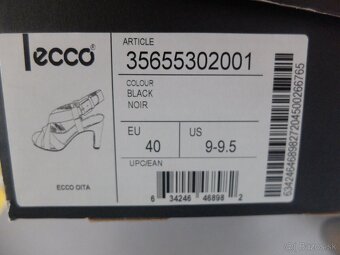 ecco
ARTICLE
35655302001
COLOUR
BLACK
NOIR
EU
40
US
9-9.5
UPC/EAN
ECCO OITA
6 34246 46898 2